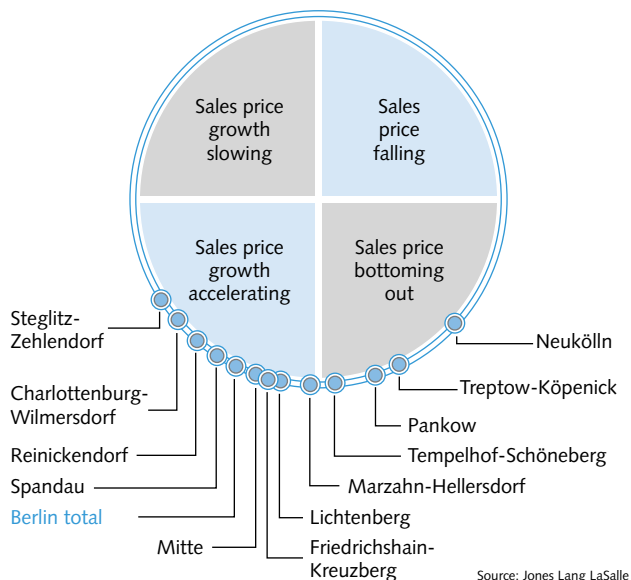 Sales price
growth
slowing
Sales
price
falling
Sales price
growth
accelerating
Sales price
bottoming
out
Steglitz-
Zehlendorf
Charlottenburg-
Wilmersdorf
Reinickendorf
Spandau
Berlin total
Mitte
Friedrichshain-
Kreuzberg
Lichtenberg
Marzahn-Hellersdorf
Tempelhof-Schöneberg
Pankow
Treptow-Köpenick
Neukölln
Source: Jones Lang LaSalle